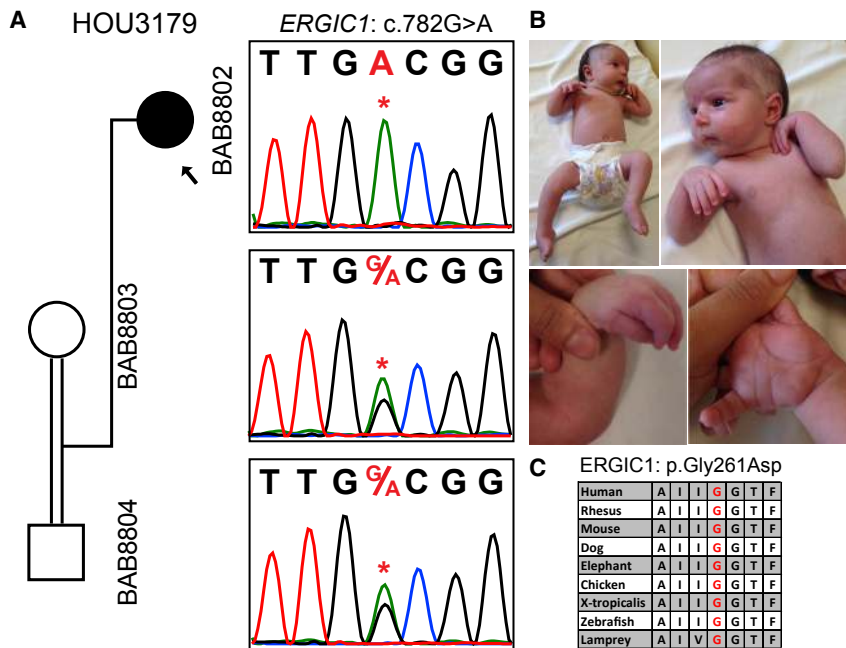 A
HOU3179
ERGIC1: c.782G>A
BAB8802
T T G A C G G
*
BAB8803
T T G G/A C G G
*
BAB8804
T T G G/A C G G
*
B
C
ERGIC1: p.Gly261Asp
Human A I I G G T F
Rhesus A I I G G T F
Mouse A I I G G T F
Dog A I I G G T F
Elephant A I I G G T F
Chicken A I I G G T F
X-tropicalis A I I G G T F
Zebrafish A I I G G T F
Lamprey A I V G G T F